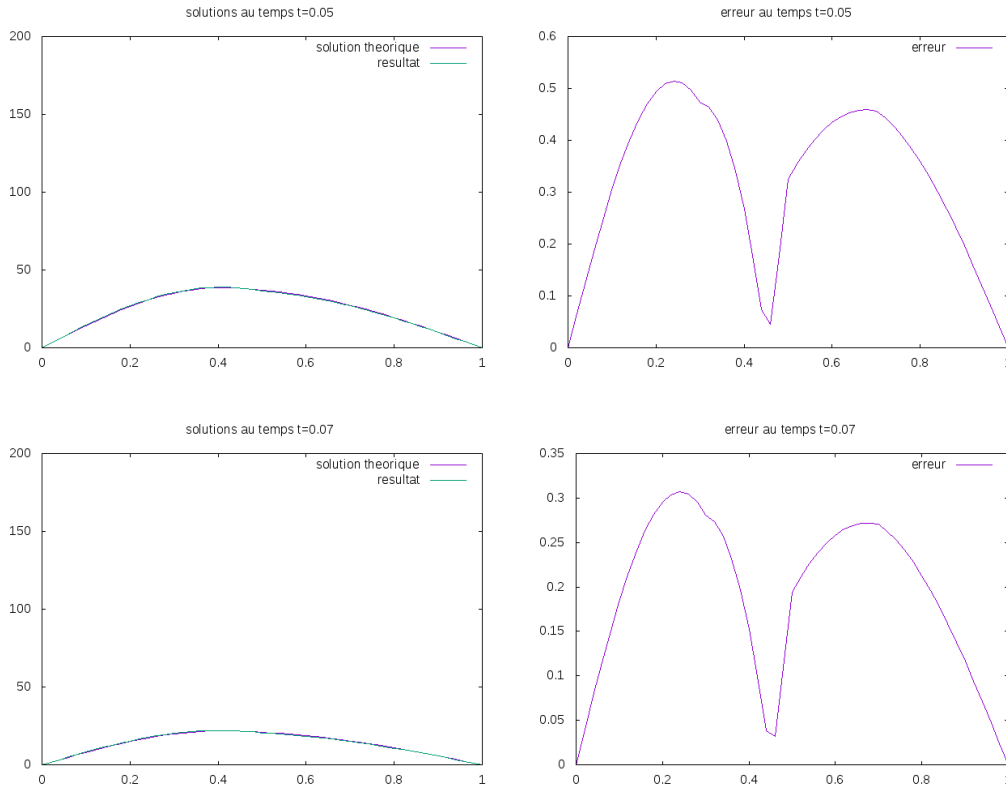 solutions au temps t=0.05
200
150
100
50
0
0 0.2 0.4 0.6 0.8 1
solution theorique
resultat
erreur au temps t=0.05
0.6
0.5
0.4
0.3
0.2
0.1
0
0 0.2 0.4 0.6 0.8 1
erreur
solutions au temps t=0.07
200
150
100
50
0
0 0.2 0.4 0.6 0.8 1
solution theorique
resultat
erreur au temps t=0.07
0.35
0.3
0.25
0.2
0.15
0.1
0.05
0
0 0.2 0.4 0.6 0.8 1
erreur